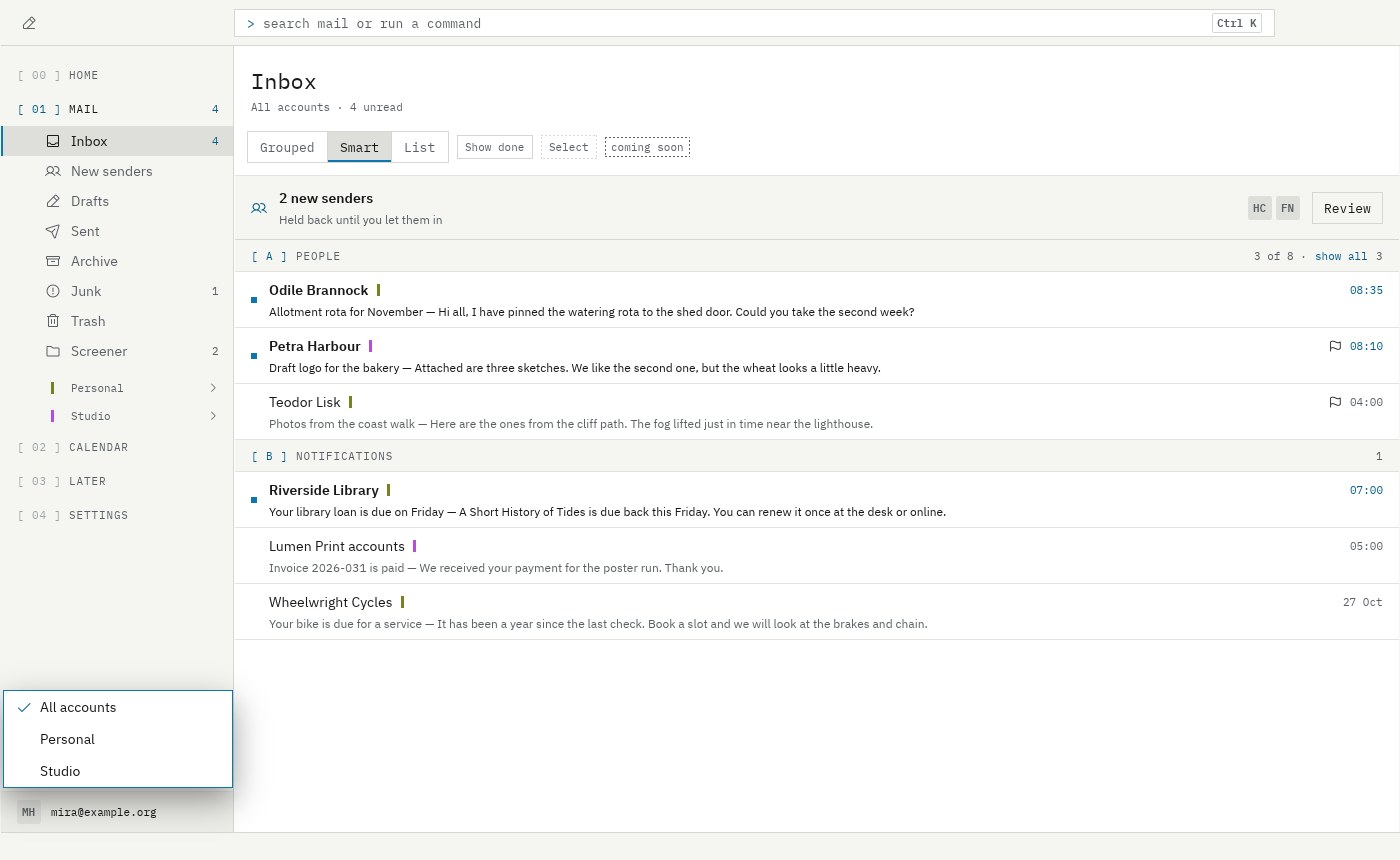 > search mail or run a command
Ctrl K
[ 00 ] HOME
[ 01 ] MAIL 4
Inbox 4
New senders
Drafts
Sent
Archive
Junk 1
Trash
Screener 2
Personal
Studio
[ 02 ] CALENDAR
[ 03 ] LATER
[ 04 ] SETTINGS
All accounts
Personal
Studio
MH mira@example.org
Inbox
All accounts · 4 unread
Grouped Smart List Show done Select coming soon
2 new senders
Held back until you let them in
HC FN Review
[ A ] PEOPLE 3 of 8 · show all 3
Odile Brannock 08:35
Allotment rota for November — Hi all, I have pinned the watering rota to the shed door. Could you take the second week?
Petra Harbour 08:10
Draft logo for the bakery — Attached are three sketches. We like the second one, but the wheat looks a little heavy.
Teodor Lisk 04:00
Photos from the coast walk — Here are the ones from the cliff path. The fog lifted just in time near the lighthouse.
[ B ] NOTIFICATIONS 1
Riverside Library 07:00
Your library loan is due on Friday — A Short History of Tides is due back this Friday. You can renew it once at the desk or online.
Lumen Print accounts 05:00
Invoice 2026-031 is paid — We received your payment for the poster run. Thank you.
Wheelwright Cycles 27 Oct
Your bike is due for a service — It has been a year since the last check. Book a slot and we will look at the brakes and chain.